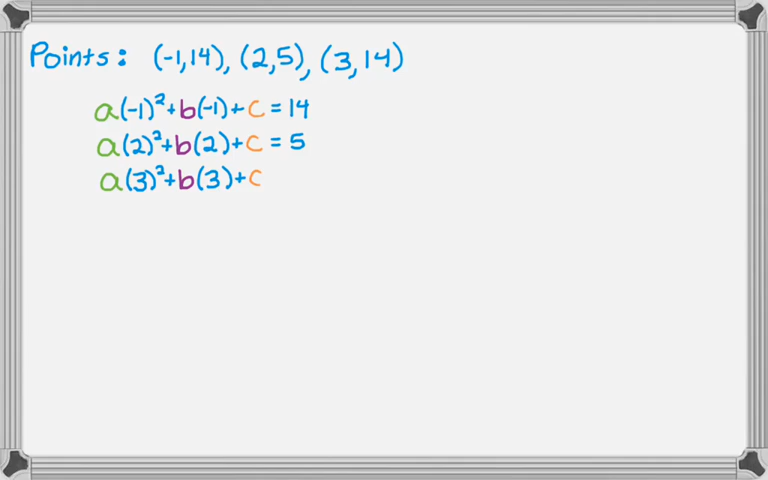 Points: (-1,14), (2,5), (3,14)
a(-1)²+b(-1)+c=14
a(2)²+b(2)+c=5
a(3)²+b(3)+c